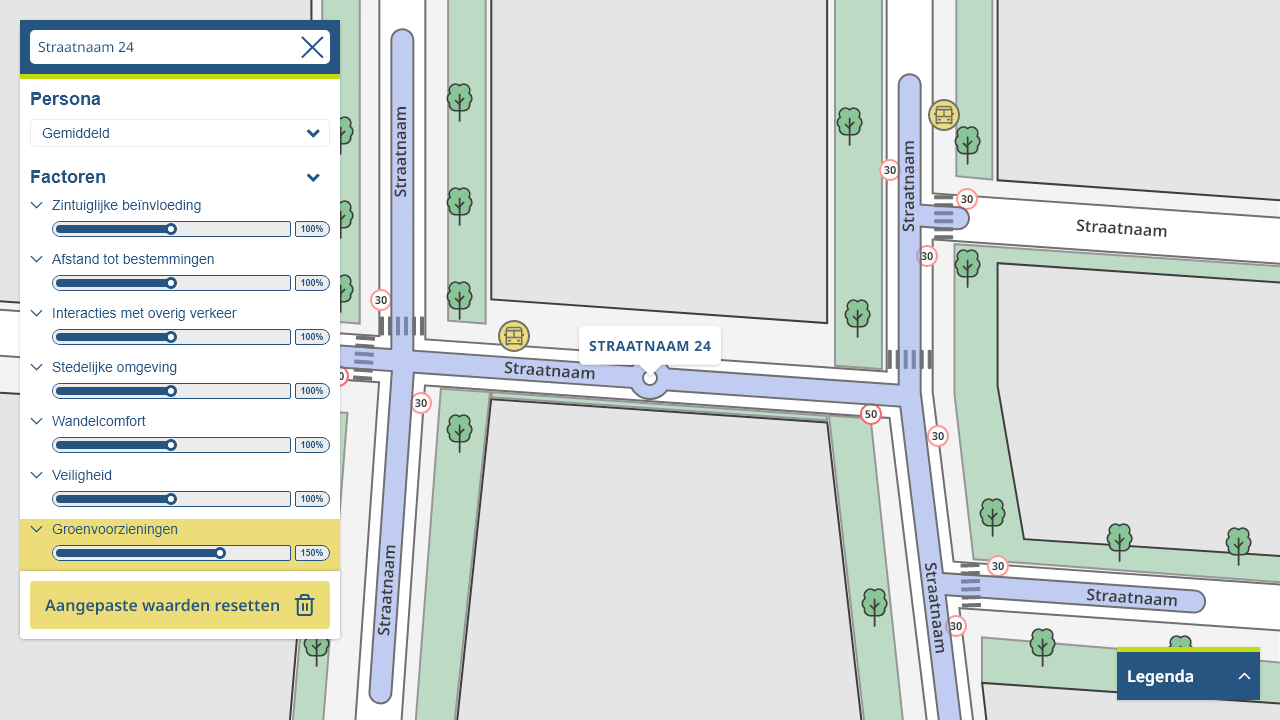 Straatnaam 24
Persona
Gemiddeld
Factoren
Zintuiglijke beïnvloeding
100%
Afstand tot bestemmingen
100%
Interacties met overig verkeer
100%
Stedelijke omgeving
100%
Wandelcomfort
100%
Veiligheid
100%
Groenvoorzieningen
150%
Aangepaste waarden resetten
Straatnaam
Straatnaam
30
30
Straatnaam
30
30
Straatnaam
STRAATNAAM 24
Straatnaam
30
50
30
30
Straatnaam
Straatnaam
Straatnaam
30
Legenda